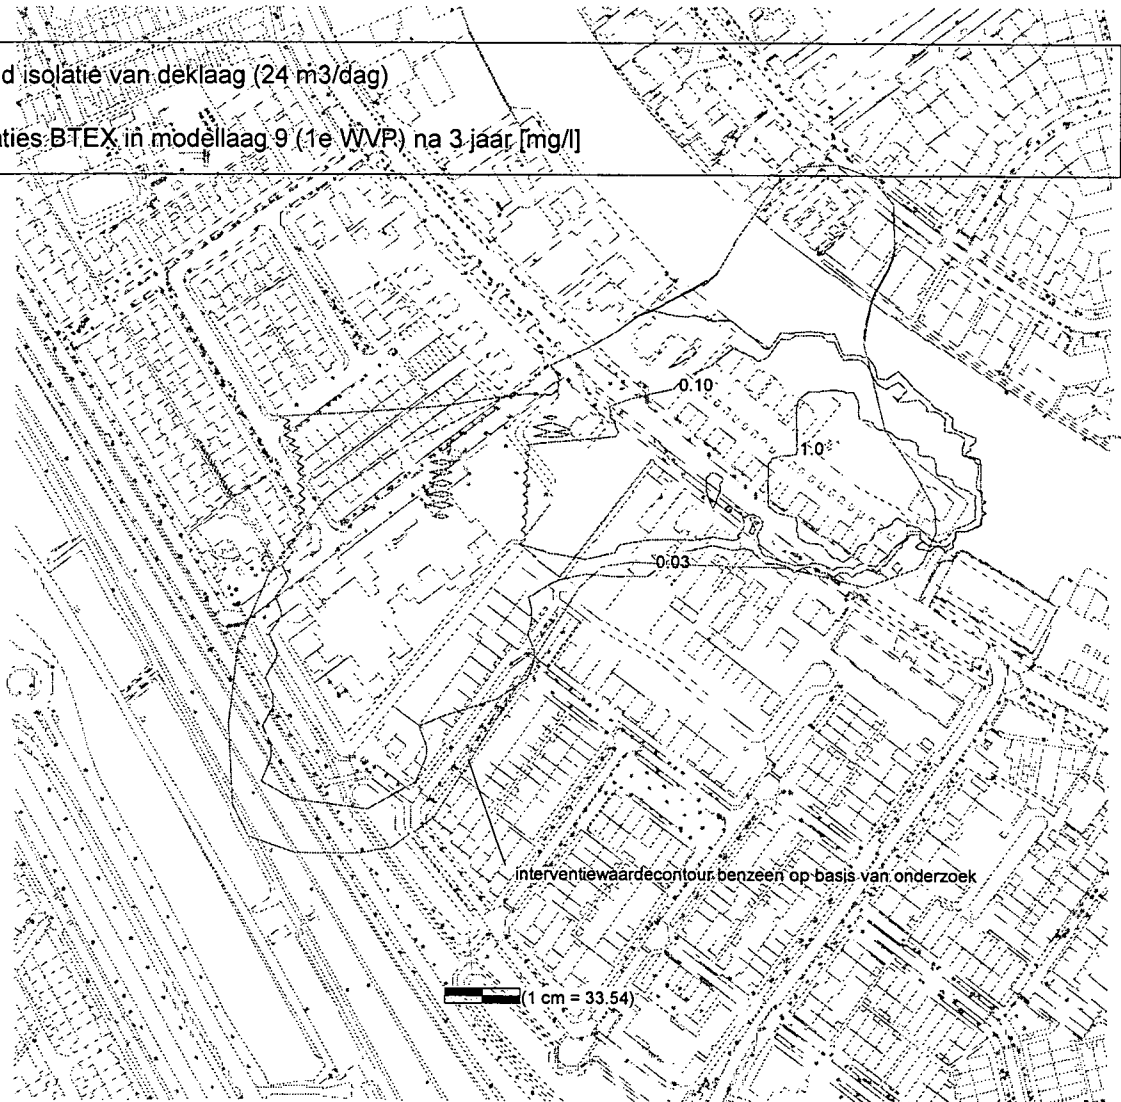 d isolatie van deklaag (24 m3/dag)
aties BTEX in modellaag 9 (1e WVP) na 3 jaar [mg/l]
0.10
1.0
0.03
interventiewaardecontour benzeen op basis van onderzoek
(1 cm = 33.54)